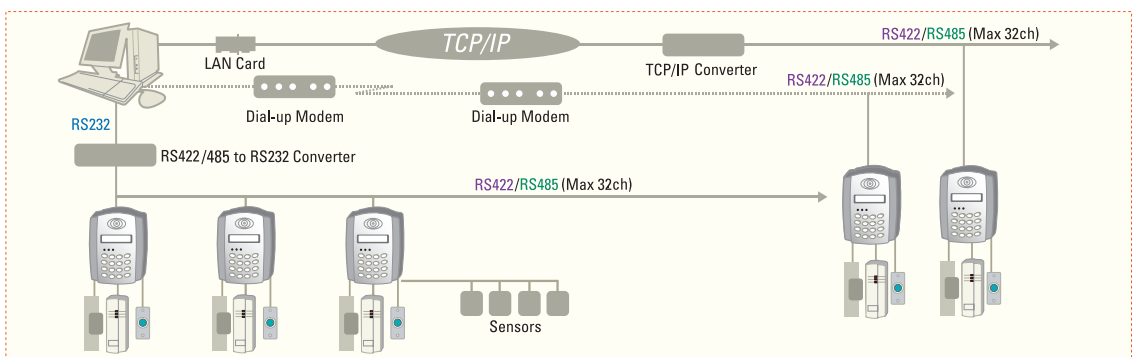 TCP/IP
RS422/RS485 (Max 32ch)
LAN Card
TCP/IP Converter
RS422/RS485 (Max 32ch)
Dial-up Modem
Dial-up Modem
RS232
RS422/485 to RS232 Converter
RS422/RS485 (Max 32ch)
Sensors